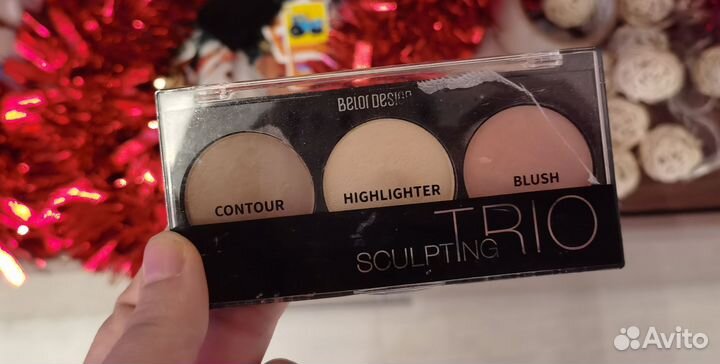 Belor Design
CONTOUR
HIGHLIGHTER
BLUSH
SCULPTING
TRIO
Avito